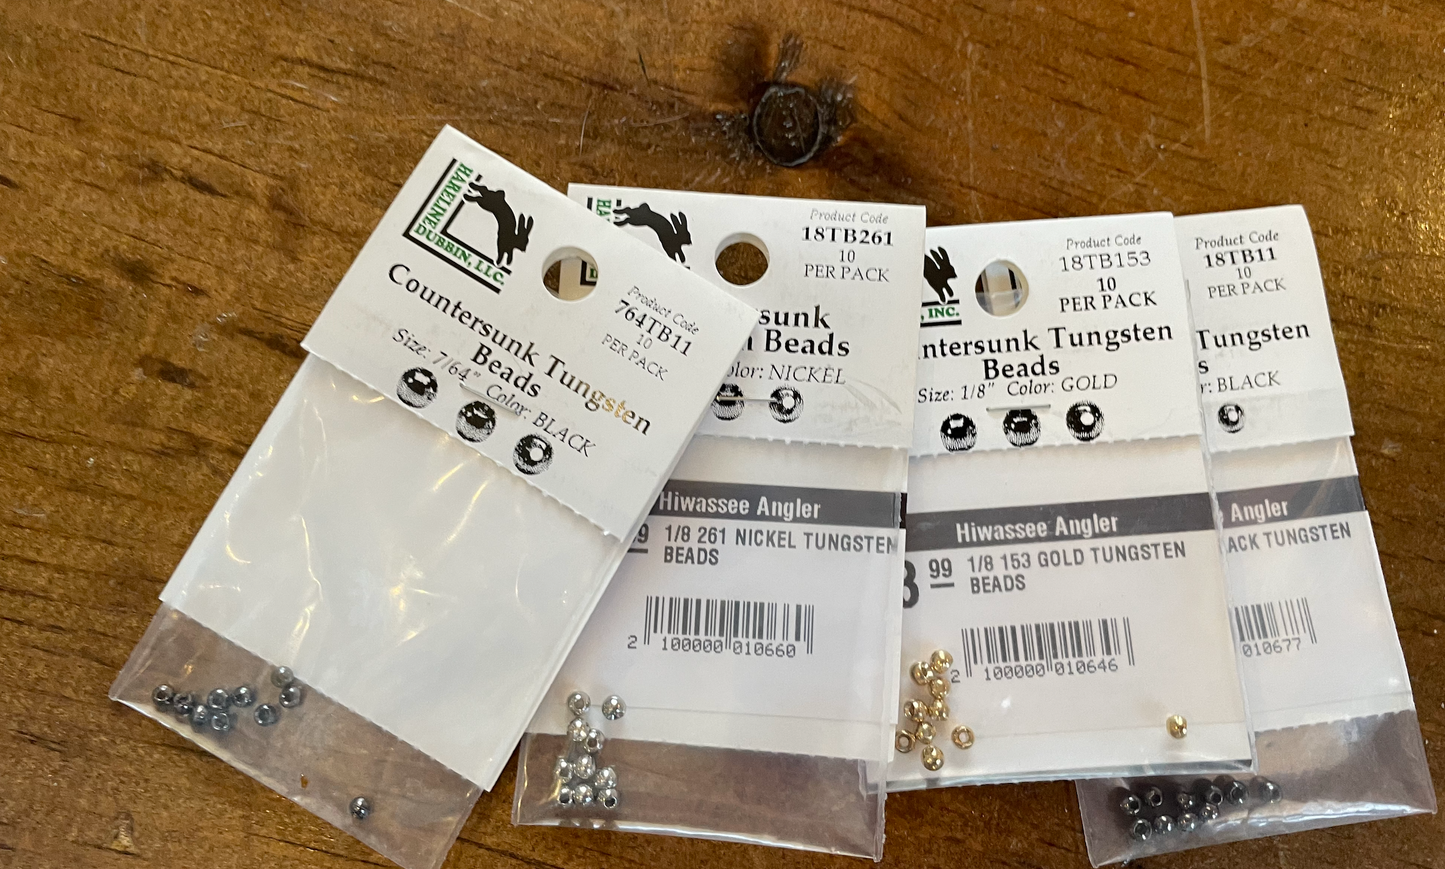 HARELINE
DUBBIN, LLC.
Product Code
764TB11
10
PER PACK
Countersunk Tungsten
Beads
Size: 7/64" Color: BLACK
Product Code
18TB261
10
PER PACK
sunk
Beads
Color: NICKEL
Hiwassee Angler
9 1/8 261 NICKEL TUNGSTEN
BEADS
2 100000 010660
, INC.
Product Code
18TB153
10
PER PACK
ntersunk Tungsten
Beads
Size: 1/8" Color: GOLD
Hiwassee Angler
99 1/8 153 GOLD TUNGSTEN
BEADS
2 100000 010646
Product Code
18TB11
10
PER PACK
Tungsten
s
r: BLACK
Angler
ACK TUNGSTEN
010677